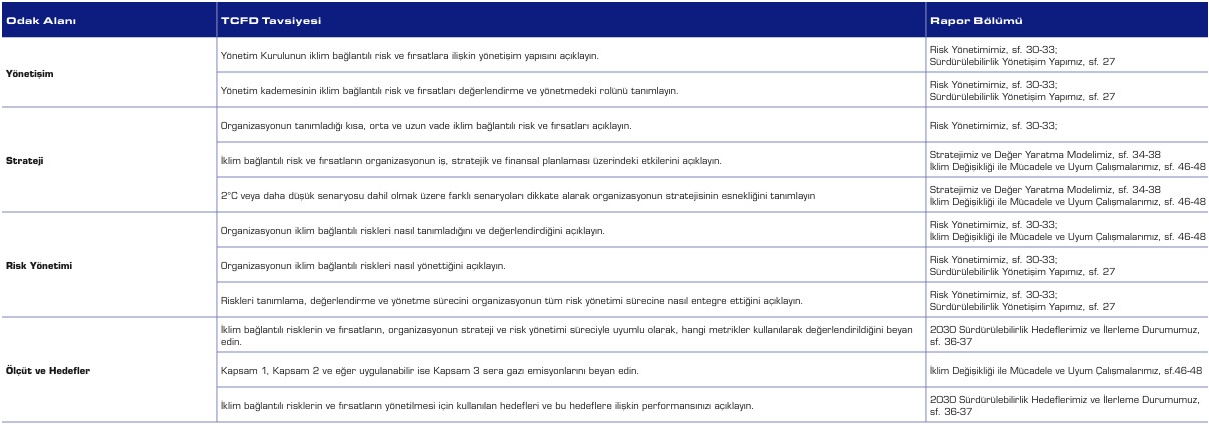 Odak Alanı
TCFD Tavsiyesi
Rapor Bölümü
Yönetişim
Yönetim Kurulunun iklim bağlantılı risk ve fırsatlara ilişkin yönetişim yapısını açıklayın.
Risk Yönetimimiz, sf. 30-33;
Sürdürülebilirlik Yönetişim Yapımız, sf. 27
Yönetim kademesinin iklim bağlantılı risk ve fırsatları değerlendirme ve yönetmedeki rolünü tanımlayın.
Risk Yönetimimiz, sf. 30-33;
Sürdürülebilirlik Yönetişim Yapımız, sf. 27
Strateji
Organizasyonun tanımladığı kısa, orta ve uzun vade iklim bağlantılı risk ve fırsatları açıklayın.
Risk Yönetimimiz, sf. 30-33;
İklim bağlantılı risk ve fırsatların organizasyonun iş, stratejik ve finansal planlaması üzerindeki etkilerini açıklayın.
Stratejimiz ve Değer Yaratma Modelimiz, sf. 34-38
İklim Değişikliği ile Mücadele ve Uyum Çalışmalarımız, sf. 46-48
2°C veya daha düşük senaryosu dahil olmak üzere farklı senaryoları dikkate alarak organizasyonun stratejisinin esnekliğini tanımlayın
Stratejimiz ve Değer Yaratma Modelimiz, sf. 34-38
İklim Değişikliği ile Mücadele ve Uyum Çalışmalarımız, sf. 46-48
Risk Yönetimi
Organizasyonun iklim bağlantılı riskleri nasıl tanımladığını ve değerlendirdiğini açıklayın.
Risk Yönetimimiz, sf. 30-33;
İklim Değişikliği ile Mücadele ve Uyum Çalışmalarımız, sf. 46-48
Organizasyonun iklim bağlantılı riskleri nasıl yönettiğini açıklayın.
Risk Yönetimimiz, sf. 30-33;
Sürdürülebilirlik Yönetişim Yapımız, sf. 27
Riskleri tanımlama, değerlendirme ve yönetme sürecini organizasyonun tüm risk yönetimi sürecine nasıl entegre ettiğini açıklayın.
Risk Yönetimimiz, sf. 30-33;
Sürdürülebilirlik Yönetişim Yapımız, sf. 27
Ölçüt ve Hedefler
İklim bağlantılı risklerin ve fırsatların, organizasyonun strateji ve risk yönetimi süreciyle uyumlu olarak, hangi metrikler kullanılarak değerlendirildiğini beyan
edin.
2030 Sürdürülebilirlik Hedeflerimiz ve İlerleme Durumumuz,
sf. 36-37
Kapsam 1, Kapsam 2 ve eğer uygulanabilir ise Kapsam 3 sera gazı emisyonlarını beyan edin.
İklim Değişikliği ile Mücadele ve Uyum Çalışmalarımız, sf.46-48
İklim bağlantılı risklerin ve fırsatların yönetilmesi için kullanılan hedefleri ve bu hedeflere ilişkin performansınızı açıklayın.
2030 Sürdürülebilirlik Hedeflerimiz ve İlerleme Durumumuz,
sf. 36-37